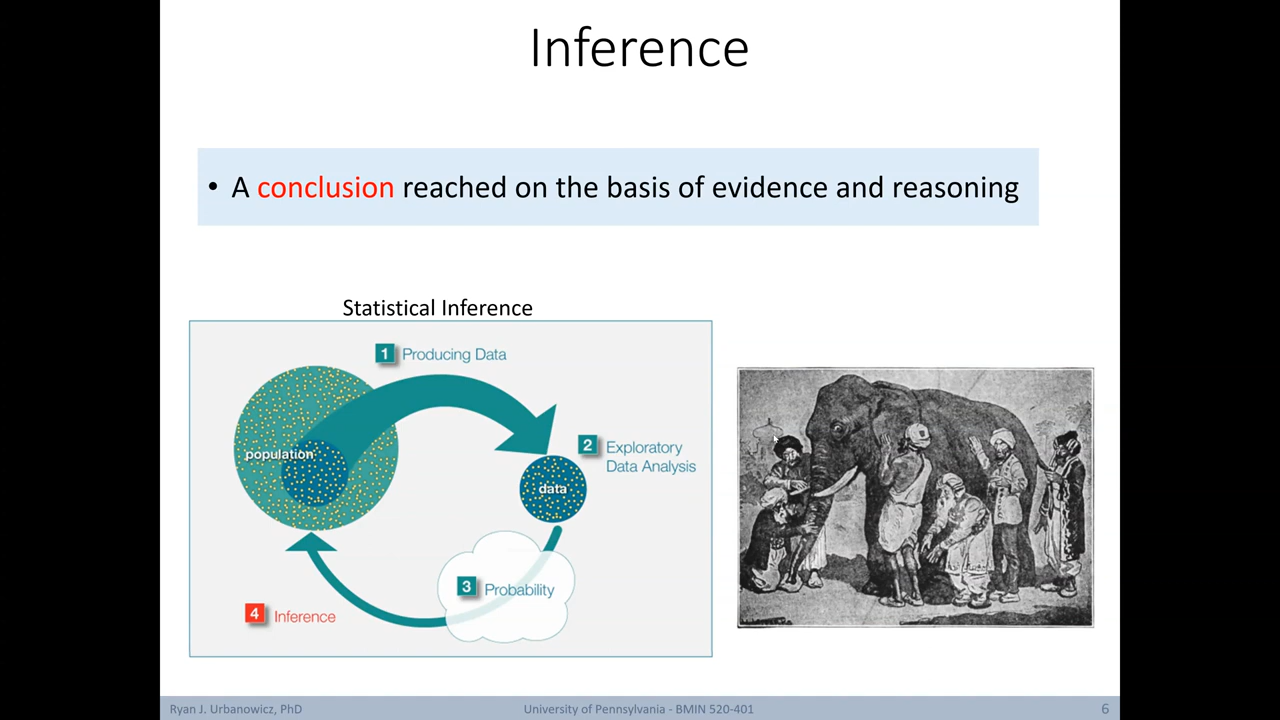 Inference
• A conclusion reached on the basis of evidence and reasoning
Statistical Inference
1 Producing Data
population
2 Exploratory
Data Analysis
data
3 Probability
4 Inference
Ryan J. Urbanowicz, PhD
University of Pennsylvania - BMIN 520-401
6